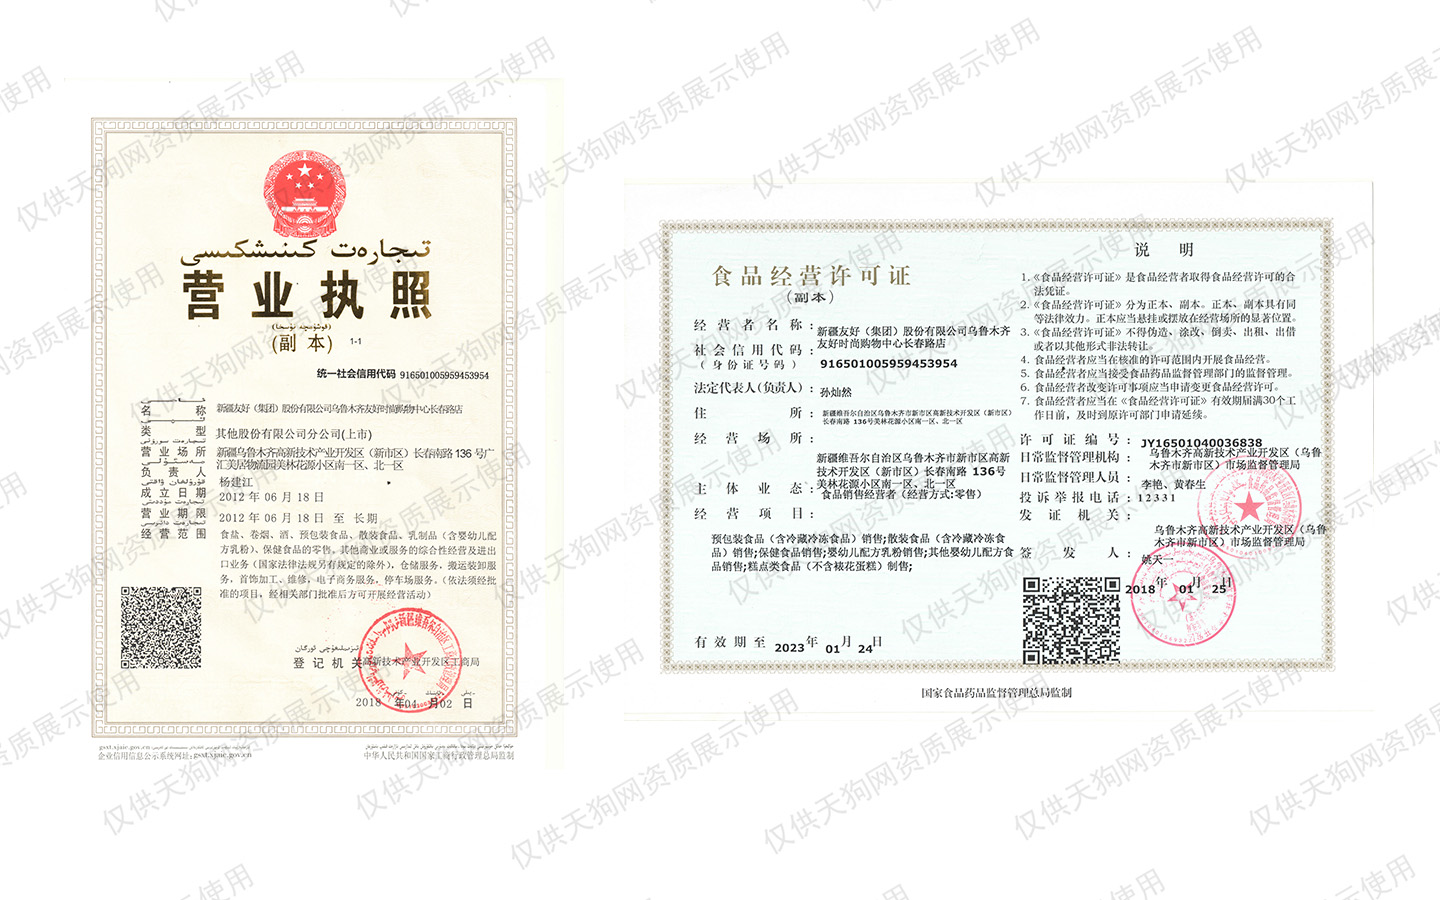 تىجارەت كىنىشكىسى
营业执照
(副本) 1-1
统一社会信用代码 916501005959453954
名称 新疆友好（集团）股份有限公司乌鲁木齐友好时尚购物中心长春路店
类型 其他股份有限公司分公司(上市)
营业场所 新疆乌鲁木齐高新技术产业开发区（新市区）长春南路 136 号广
汇美居物流园美林花源小区南一区、北一区
负责人 杨建江
成立日期 2012 年 06 月 18 日
营业期限 2012 年 06 月 18 日 至 长期
经营范围 食盐、卷烟、酒、预包装食品、散装食品、乳制品（含婴幼儿配
方乳粉）、保健食品的零售。其他商业或服务的综合性经营及进出
口业务（国家法律法规另有规定的除外），仓储服务，搬运装卸服
务，首饰加工、维修，电子商务服务，停车场服务。（依法须经批
准的项目，经相关部门批准后方可开展经营活动）
登记机关 高新技术产业开发区工商局
2018 年04 月02 日
企业信用信息公示系统网址: gsxt.xjaic.gov.cn
中华人民共和国国家工商行政管理总局监制
食品经营许可证
（副本）
经营者名称： 新疆友好（集团）股份有限公司乌鲁木齐
友好时尚购物中心长春路店
社会信用代码：
（身份证号码） 916501005959453954
法定代表人(负责人)： 孙灿然
住所： 新疆维吾尔自治区乌鲁木齐市新市区高新技术开发区（新市区）
长春南路 136号美林花源小区南一区、北一区
经营场所：
新疆维吾尔自治区乌鲁木齐市新市区高新
技术开发区（新市区）长春南路 136号
美林花源小区南一区、北一区
主体业态： 食品销售经营者（经营方式:零售）
经营项目：
预包装食品（含冷藏冷冻食品）销售;散装食品（含冷藏冷冻食
品）销售;保健食品销售;婴幼儿配方乳粉销售;其他婴幼儿配方食
品销售;糕点类食品（不含裱花蛋糕）制售;
有效期至 2023年 01月 24日
说明
1.《食品经营许可证》是食品经营者取得食品经营许可的合
法凭证。
2.《食品经营许可证》分为正本、副本。正本、副本具有同
等法律效力。正本应当悬挂或摆放在经营场所的显著位置。
3.《食品经营许可证》不得伪造、涂改、倒卖、出租、出借
或者以其他形式非法转让。
4. 食品经营者应当在核准的许可范围内开展食品经营。
5. 食品经营者应当接受食品药品监督管理部门的监督管理。
6. 食品经营者改变许可事项应当申请变更食品经营许可。
7. 食品经营者应当在《食品经营许可证》有效期届满30个工
作日前，及时到原许可部门申请延续。
许可证编号： JY16501040036838
日常监督管理机构： 乌鲁木齐高新技术产业开发区（乌鲁
木齐市新市区）市场监督管理局
日常监督管理人员： 李艳、黄春生
投诉举报电话：12331
发证机关：
乌鲁木齐高新技术产业开发区（乌鲁
木齐市新市区）市场监督管理局
签发人： 姚天一
2018年 01月 25日
国家食品药品监督管理总局监制
仅供天狗网资质展示使用